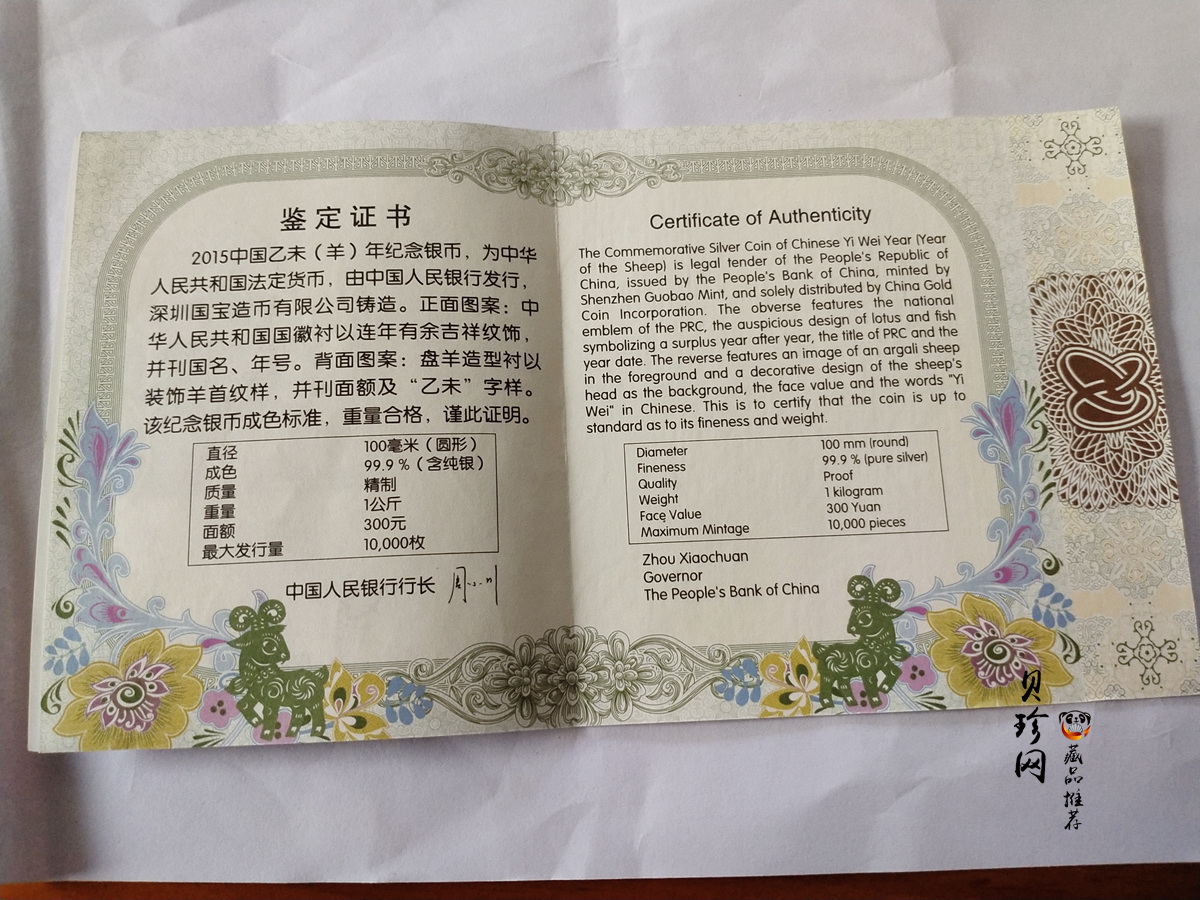 鉴定证书
2015中国乙未（羊）年纪念银币，为中华
人民共和国法定货币，由中国人民银行发行，
深圳国宝造币有限公司铸造。正面图案：中
华人民共和国国徽衬以连年有余吉祥纹饰，
并刊国名、年号。背面图案：盘羊造型衬以
装饰羊首纹样，并刊面额及“乙未”字样。
该纪念银币成色标准，重量合格，谨此证明。
直径 100毫米（圆形）
成色 99.9％（含纯银）
质量 精制
重量 1公斤
面额 300元
最大发行量 10,000枚
中国人民银行行长
Certificate of Authenticity
The Commemorative Silver Coin of Chinese Yi Wei Year (Year
of the Sheep) is legal tender of the People's Republic of
China, issued by the People's Bank of China, minted by
Shenzhen Guobao Mint, and solely distributed by China Gold
Coin Incorporation. The obverse features the national
emblem of the PRC, the auspicious design of lotus and fish
symbolizing a surplus year after year, the title of PRC and the
year date. The reverse features an image of an argali sheep
in the foreground and a decorative design of the sheep's
head as the background, the face value and the words "Yi
Wei" in Chinese. This is to certify that the coin is up to
standard as to its fineness and weight.
Diameter 100 mm (round)
Fineness 99.9 % (pure silver)
Quality Proof
Weight 1 kilogram
Face Value 300 Yuan
Maximum Mintage 10,000 pieces
Zhou Xiaochuan
Governor
The People's Bank of China
贝珍网
藏品推荐